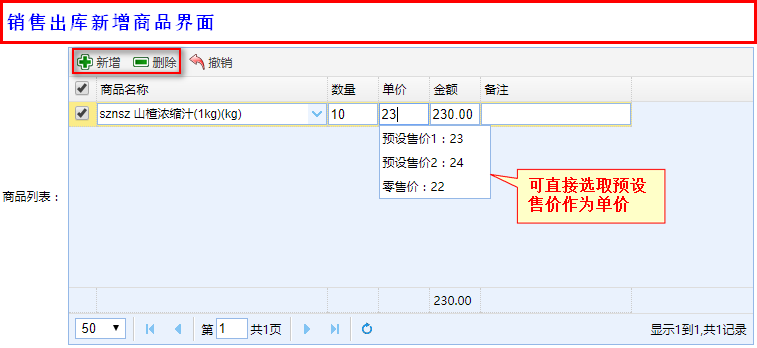 销售出库新增商品界面
新增 删除 撤销
商品名称 数量 单价 金额 备注
sznsz 山楂浓缩汁(1kg)(kg) 10 23 230.00
预设售价1：23
预设售价2：24
零售价：22
可直接选取预设
售价作为单价
商品列表：
230.00
50 第 1 共1页 显示1到1,共1记录